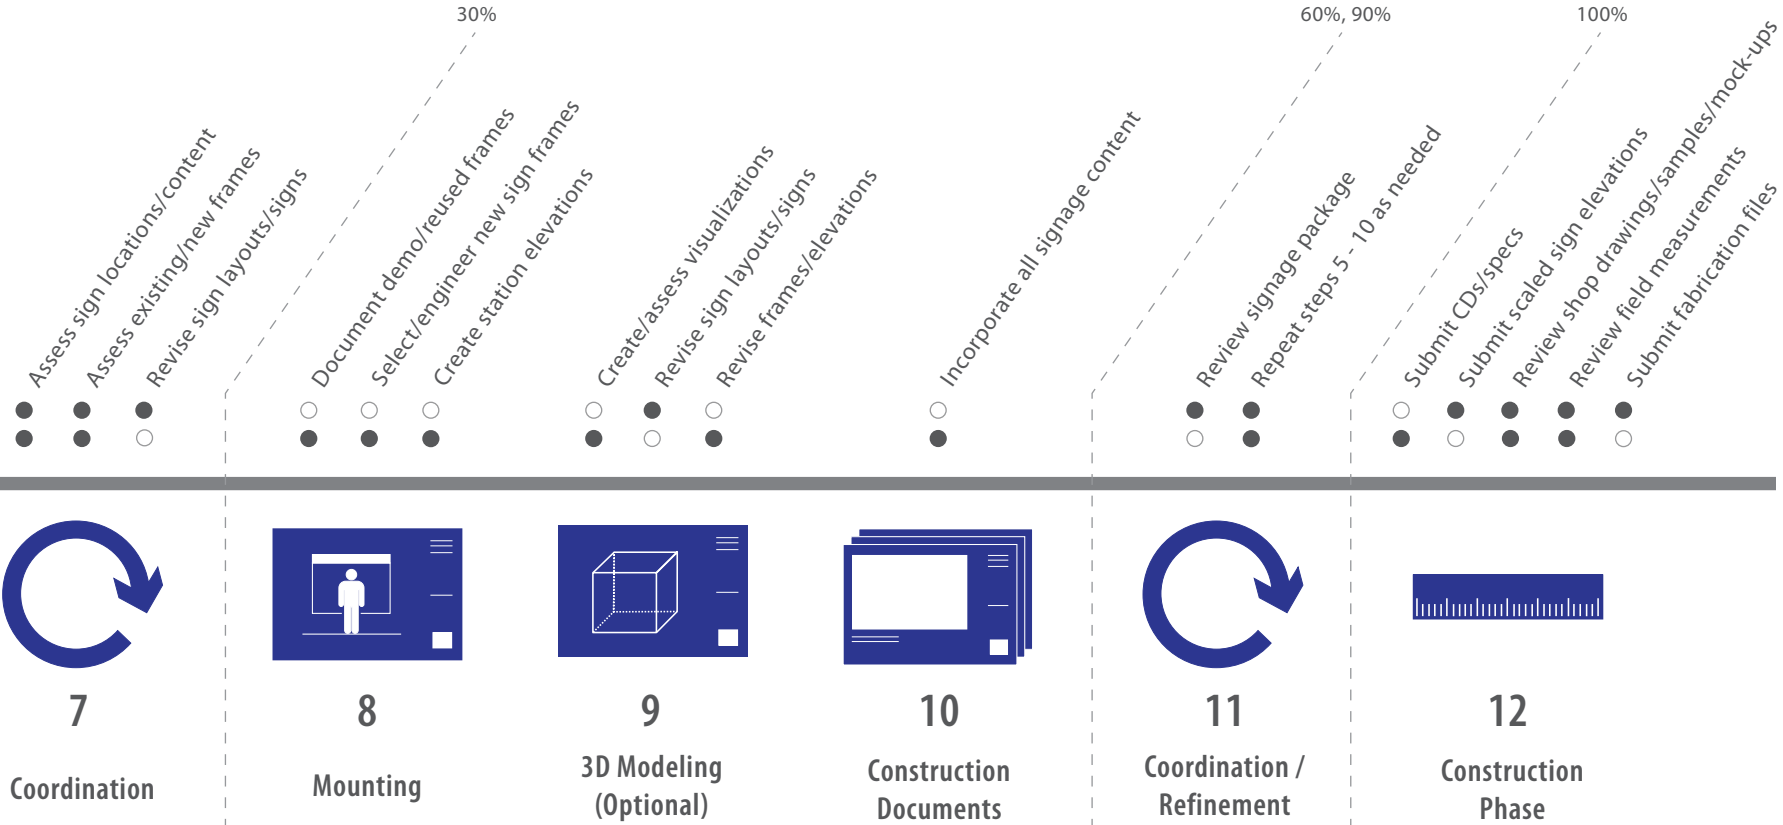 30%
60%, 90%
100%
Assess sign locations/content
Assess existing/new frames
Revise sign layouts/signs
Document demo/reused frames
Select/engineer new sign frames
Create station elevations
Create/assess visualizations
Revise sign layouts/signs
Revise frames/elevations
Incorporate all signage content
Review signage package
Repeat steps 5 - 10 as needed
Submit CDs/specs
Submit scaled sign elevations
Review shop drawings/samples/mock-ups
Review field measurements
Submit fabrication files
7
Coordination
8
Mounting
9
3D Modeling
(Optional)
10
Construction
Documents
11
Coordination /
Refinement
12
Construction
Phase